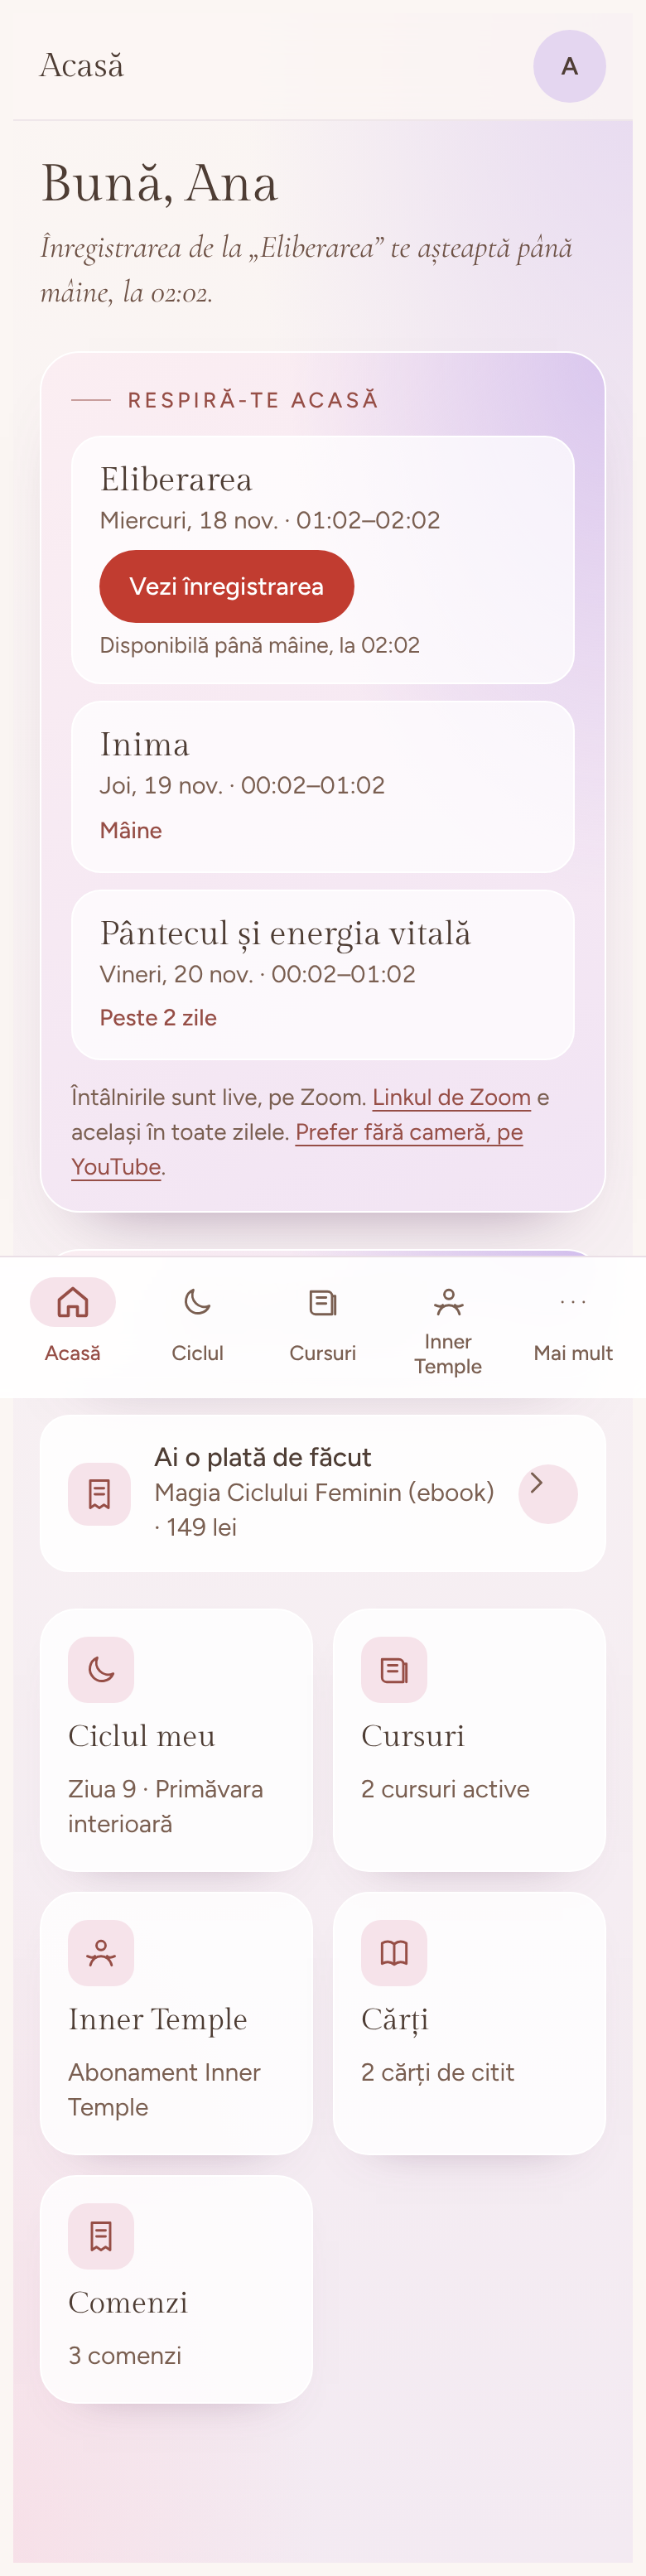 Acasă
A
Bună, Ana
Înregistrarea de la „Eliberarea” te așteaptă până
mâine, la 02:02.
RESPIRĂ-TE ACASĂ
Eliberarea
Miercuri, 18 nov. · 01:02–02:02
Vezi înregistrarea
Disponibilă până mâine, la 02:02
Inima
Joi, 19 nov. · 00:02–01:02
Mâine
Pântecul și energia vitală
Vineri, 20 nov. · 00:02–01:02
Peste 2 zile
Întâlnirile sunt live, pe Zoom. Linkul de Zoom e
același în toate zilele. Prefer fără cameră, pe
YouTube.
Acasă
Ciclul
Cursuri
Inner
Temple
Mai mult
Ai o plată de făcut
Magia Ciclului Feminin (ebook)
· 149 lei
Ciclul meu
Ziua 9 · Primăvara
interioară
Cursuri
2 cursuri active
Inner Temple
Abonament Inner
Temple
Cărți
2 cărți de citit
Comenzi
3 comenzi